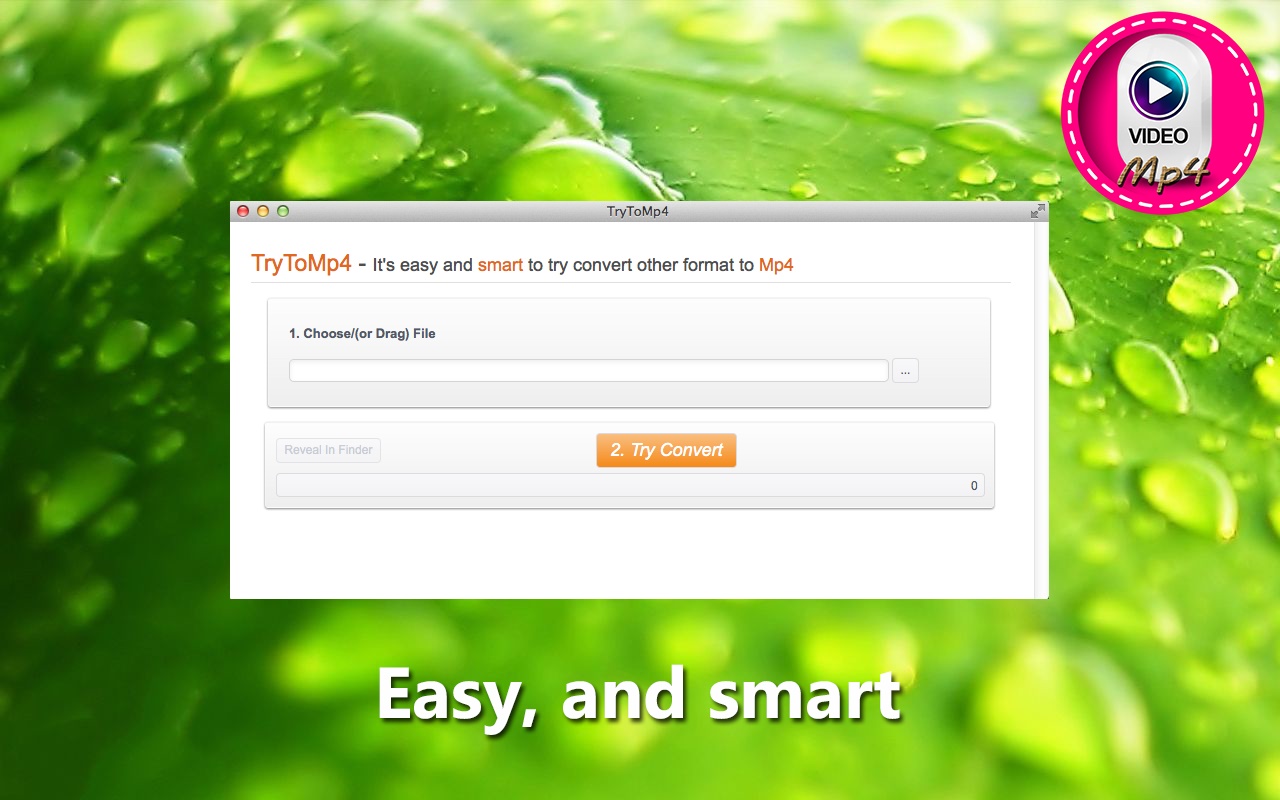 VIDEO
Mp4
TryToMp4
TryToMp4 - It's easy and smart to try convert other format to Mp4
1. Choose/(or Drag) File
...
Reveal In Finder
2. Try Convert
0
Easy, and smart